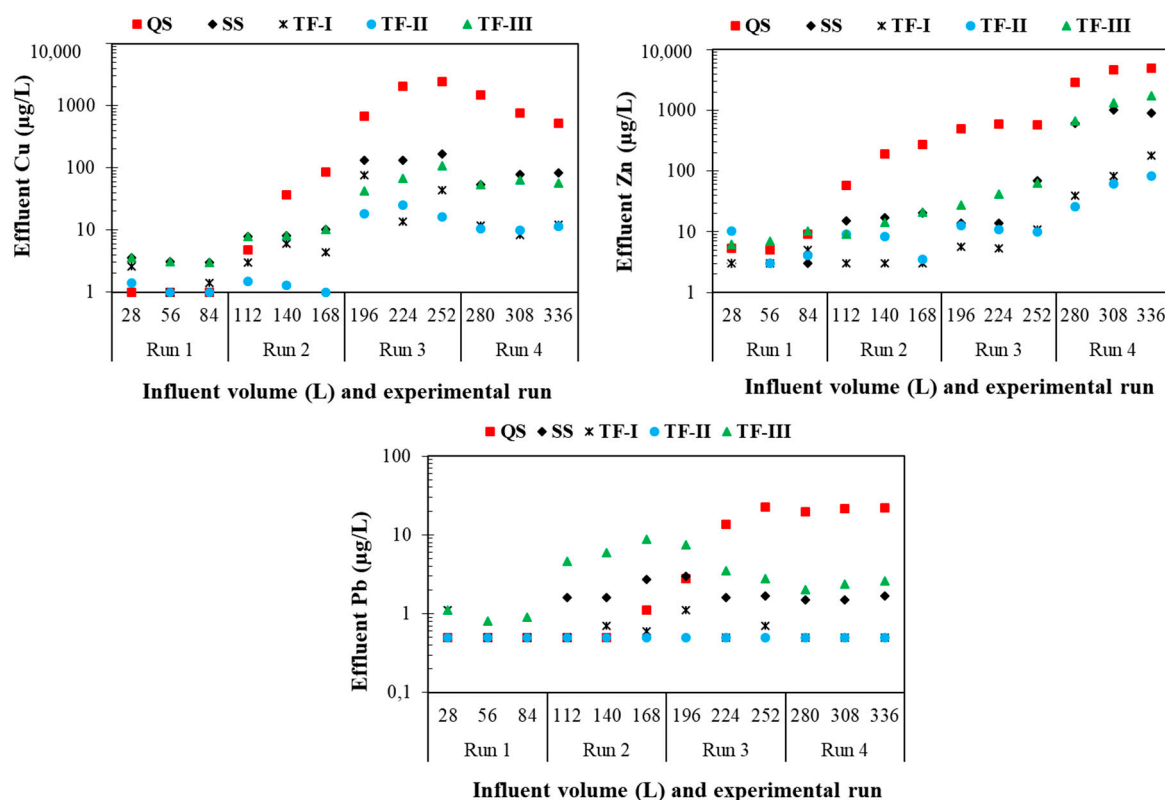 QS SS TF-I TF-II TF-III
Effluent Cu (µg/L)
10,000
1000
100
10
1
28 56 84 112 140 168 196 224 252 280 308 336
Run 1 Run 2 Run 3 Run 4
Influent volume (L) and experimental run
QS SS TF-I TF-II TF-III
Effluent Zn (µg/L)
10,000
1000
100
10
1
28 56 84 112 140 168 196 224 252 280 308 336
Run 1 Run 2 Run 3 Run 4
Influent volume (L) and experimental run
QS SS TF-I TF-II TF-III
Effluent Pb (µg/L)
100
10
1
0,1
28 56 84 112 140 168 196 224 252 280 308 336
Run 1 Run 2 Run 3 Run 4
Influent volume (L) and experimental run